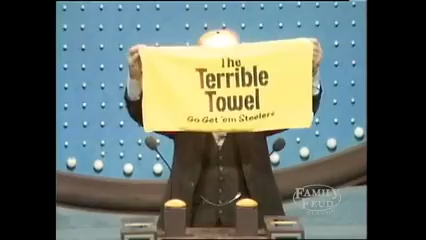 The
Terrible
Towel
Go Get 'em Steelers
FAMILY
FEUD